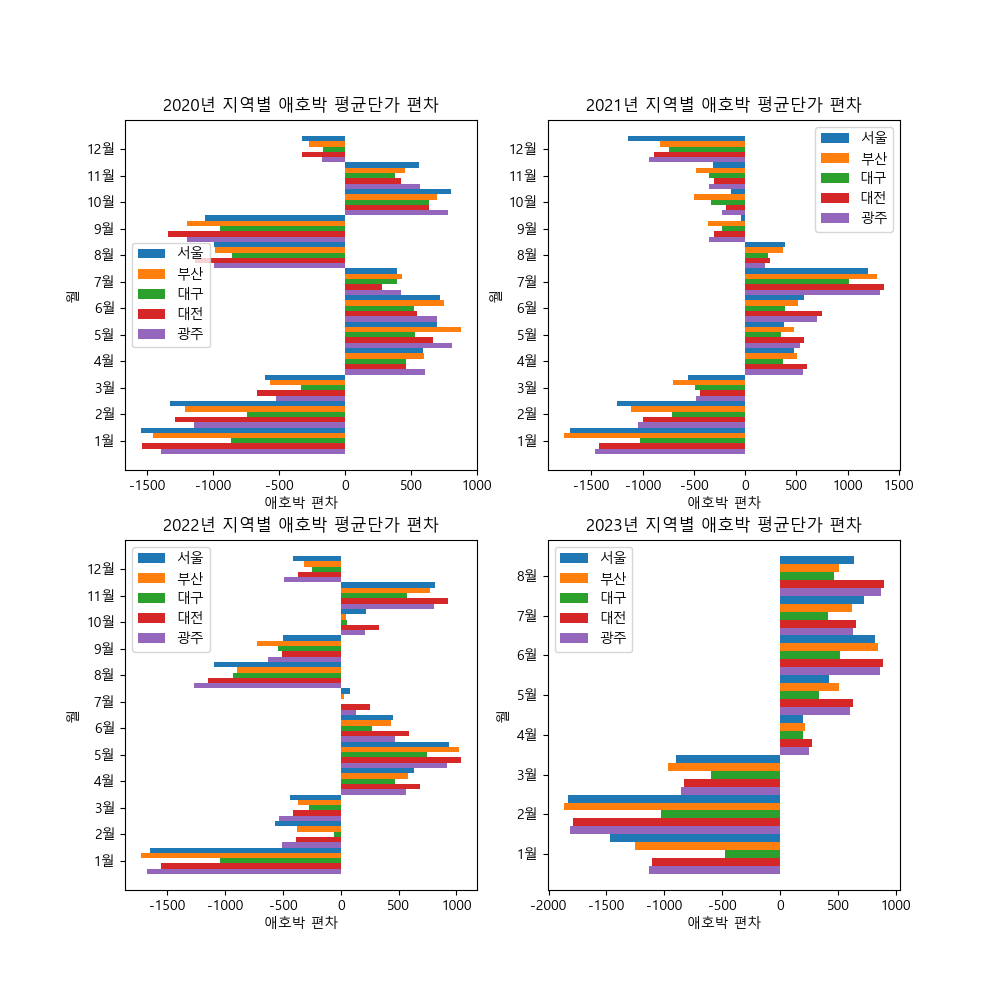 2020년 지역별 애호박 평균단가 편차
월
12월
11월
10월
9월
8월
7월
6월
5월
4월
3월
2월
1월
서울
부산
대구
대전
광주
-1500 -1000 -500 0 500 1000
애호박 편차
2021년 지역별 애호박 평균단가 편차
월
12월
11월
10월
9월
8월
7월
6월
5월
4월
3월
2월
1월
서울
부산
대구
대전
광주
-1500 -1000 -500 0 500 1000 1500
애호박 편차
2022년 지역별 애호박 평균단가 편차
월
12월
11월
10월
9월
8월
7월
6월
5월
4월
3월
2월
1월
서울
부산
대구
대전
광주
-1500 -1000 -500 0 500 1000
애호박 편차
2023년 지역별 애호박 평균단가 편차
월
8월
7월
6월
5월
4월
3월
2월
1월
서울
부산
대구
대전
광주
-2000 -1500 -1000 -500 0 500 1000
애호박 편차